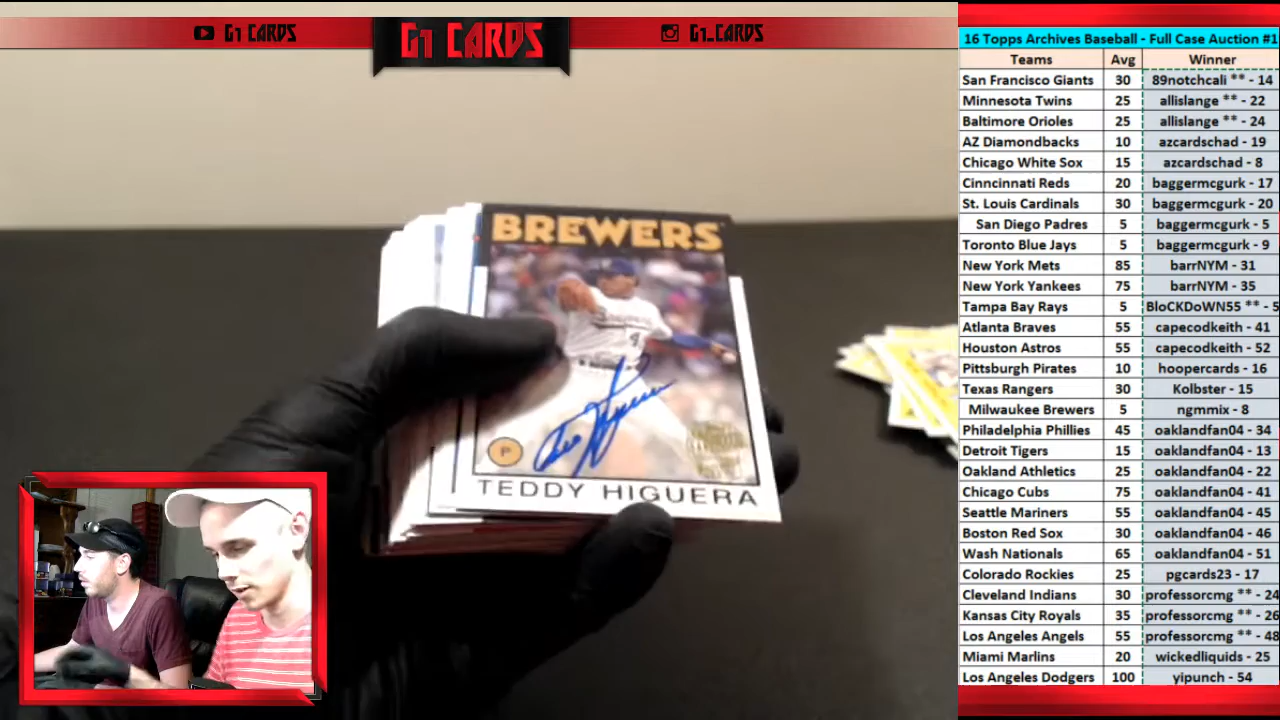 G1 CARDS
G1 CARDS
G1_CARDS
BREWERS
4
P
TEDDY HIGUERA
16 Topps Archives Baseball - Full Case Auction #1
Teams Avg Winner
San Francisco Giants 30 89notchcali ** - 14
Minnesota Twins 25 allislange ** - 22
Baltimore Orioles 25 allislange ** - 24
AZ Diamondbacks 10 azcardschad - 19
Chicago White Sox 15 azcardschad - 8
Cinncinnati Reds 20 baggermcgurk - 17
St. Louis Cardinals 30 baggermcgurk - 20
San Diego Padres 5 baggermcgurk - 5
Toronto Blue Jays 5 baggermcgurk - 9
New York Mets 85 barrNYM - 31
New York Yankees 75 barrNYM - 35
Tampa Bay Rays 5 BloCKDoWN55 ** - 5
Atlanta Braves 55 capecodkeith - 41
Houston Astros 55 capecodkeith - 52
Pittsburgh Pirates 10 hoopercards - 16
Texas Rangers 30 Kolbster - 15
Milwaukee Brewers 5 ngmmix - 8
Philadelphia Phillies 45 oaklandfan04 - 34
Detroit Tigers 15 oaklandfan04 - 13
Oakland Athletics 25 oaklandfan04 - 22
Chicago Cubs 75 oaklandfan04 - 41
Seattle Mariners 55 oaklandfan04 - 45
Boston Red Sox 30 oaklandfan04 - 46
Wash Nationals 65 oaklandfan04 - 51
Colorado Rockies 25 pgcards23 - 17
Cleveland Indians 30 professorcmg ** - 24
Kansas City Royals 35 professorcmg ** - 26
Los Angeles Angels 55 professorcmg ** - 48
Miami Marlins 20 wickedliquids - 25
Los Angeles Dodgers 100 yipunch - 54